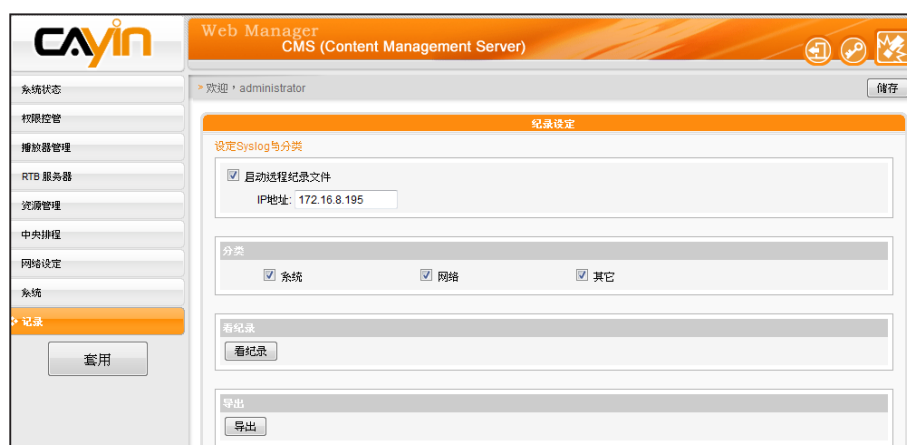 CAYIN
Web Manager
CMS (Content Management Server)
系统状态
权限控管
播放器管理
RTB 服务器
资源管理
中央排程
网络设定
系统
记录
套用
欢迎，administrator
储存
纪录设定
设定Syslog与分类
启动远程纪录文件
IP地址: 172.16.8.195
分类
系统 网络 其它
看纪录
看纪录
导出
导出